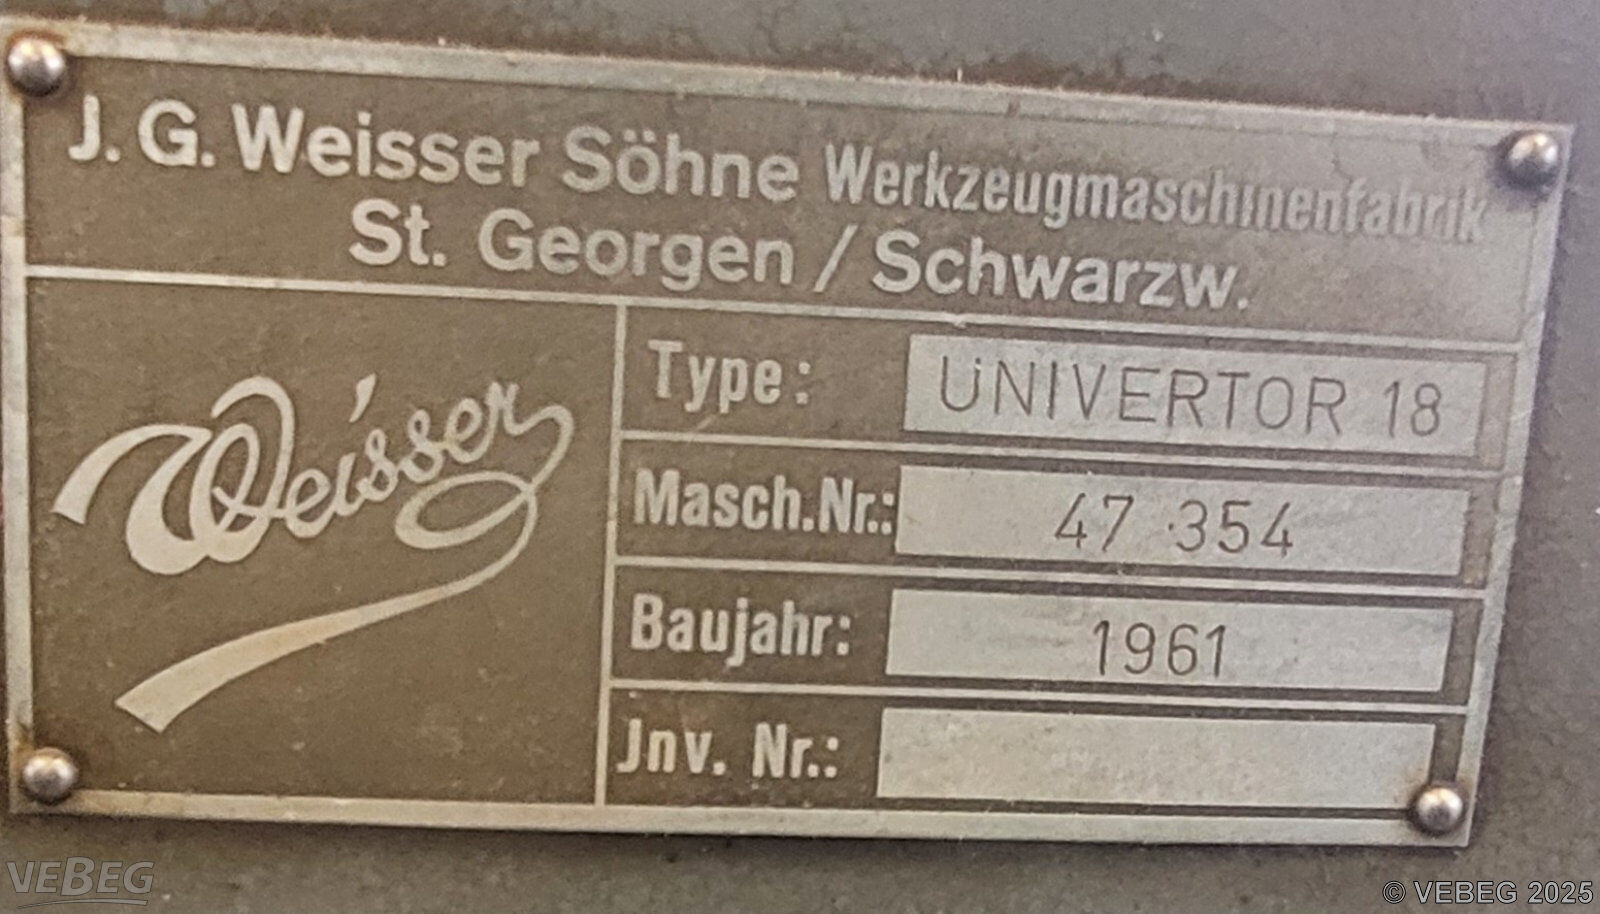 J. G. Weisser Söhne Werkzeugmaschinenfabrik
St. Georgen / Schwarzw.
Weisser
Type: UNIVERTOR 18
Masch.Nr.: 47 354
Baujahr: 1961
Jnv. Nr.:
VEBEG
© VEBEG 2025